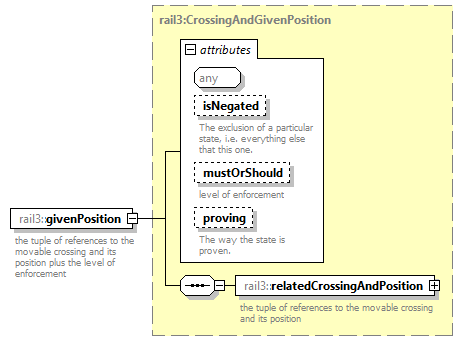 rail3:CrossingAndGivenPosition
attributes
any
isNegated
The exclusion of a particular
state, i.e. everything else
that this one.
mustOrShould
level of enforcement
proving
The way the state is
proven.
rail3::givenPosition
the tuple of references to the
movable crossing and its
position plus the level of
enforcement
rail3::relatedCrossingAndPosition
the tuple of references to the movable crossing
and its position